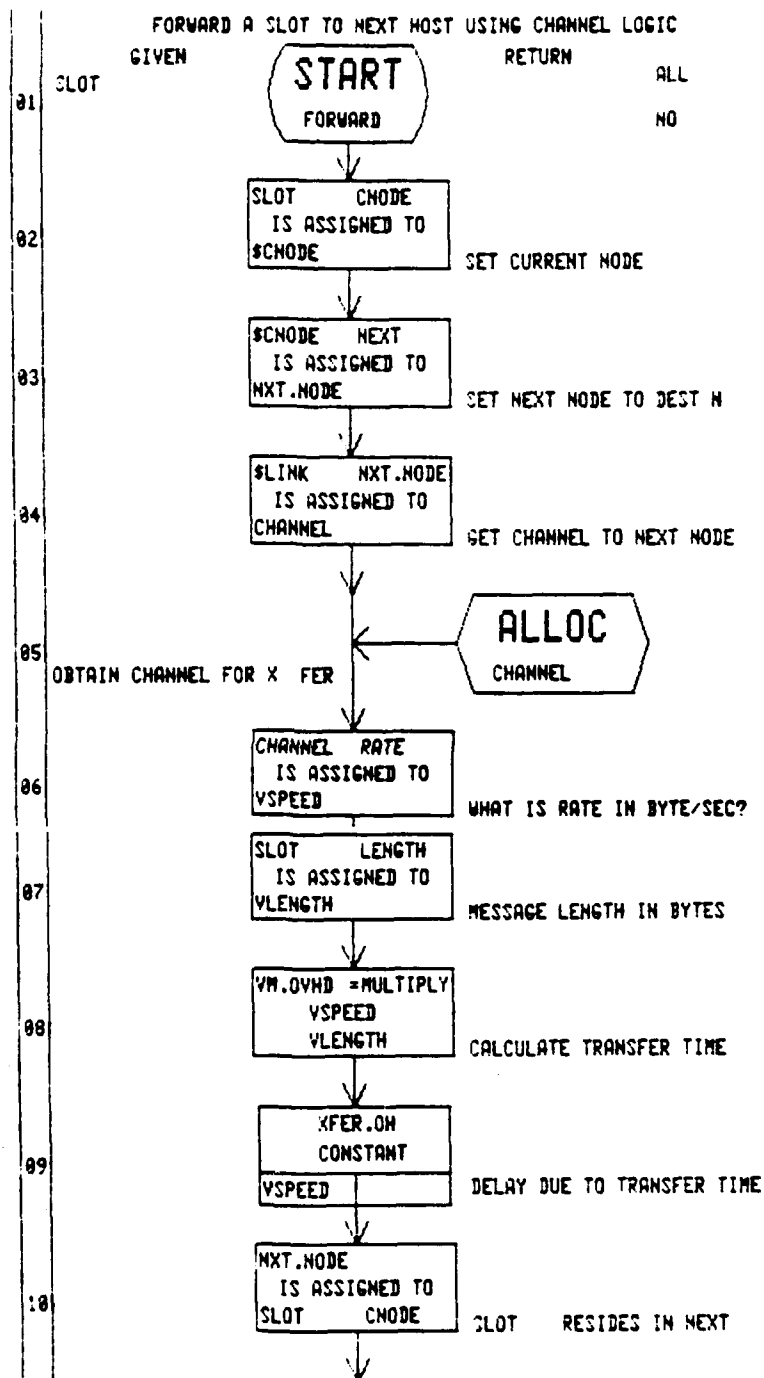 FORWARD A SLOT TO NEXT HOST USING CHANNEL LOGIC
GIVEN RETURN
SLOT ALL
START
01
FORWARD NO
SLOT CNODE
IS ASSIGNED TO
02
$CNODE SET CURRENT NODE
$CNODE NEXT
IS ASSIGNED TO
03
NXT.NODE SET NEXT NODE TO DEST N
$LINK NXT.NODE
IS ASSIGNED TO
04
CHANNEL GET CHANNEL TO NEXT NODE
ALLOC
05
OBTAIN CHANNEL FOR X FER CHANNEL
CHANNEL RATE
IS ASSIGNED TO
06
VSPEED WHAT IS RATE IN BYTE/SEC?
SLOT LENGTH
IS ASSIGNED TO
07
VLENGTH MESSAGE LENGTH IN BYTES
VM.OVHD =MULTIPLY
VSPEED
08
VLENGTH CALCULATE TRANSFER TIME
XFER.OH
CONSTANT
09
VSPEED DELAY DUE TO TRANSFER TIME
NXT.NODE
IS ASSIGNED TO
10
SLOT CNODE SLOT RESIDES IN NEXT